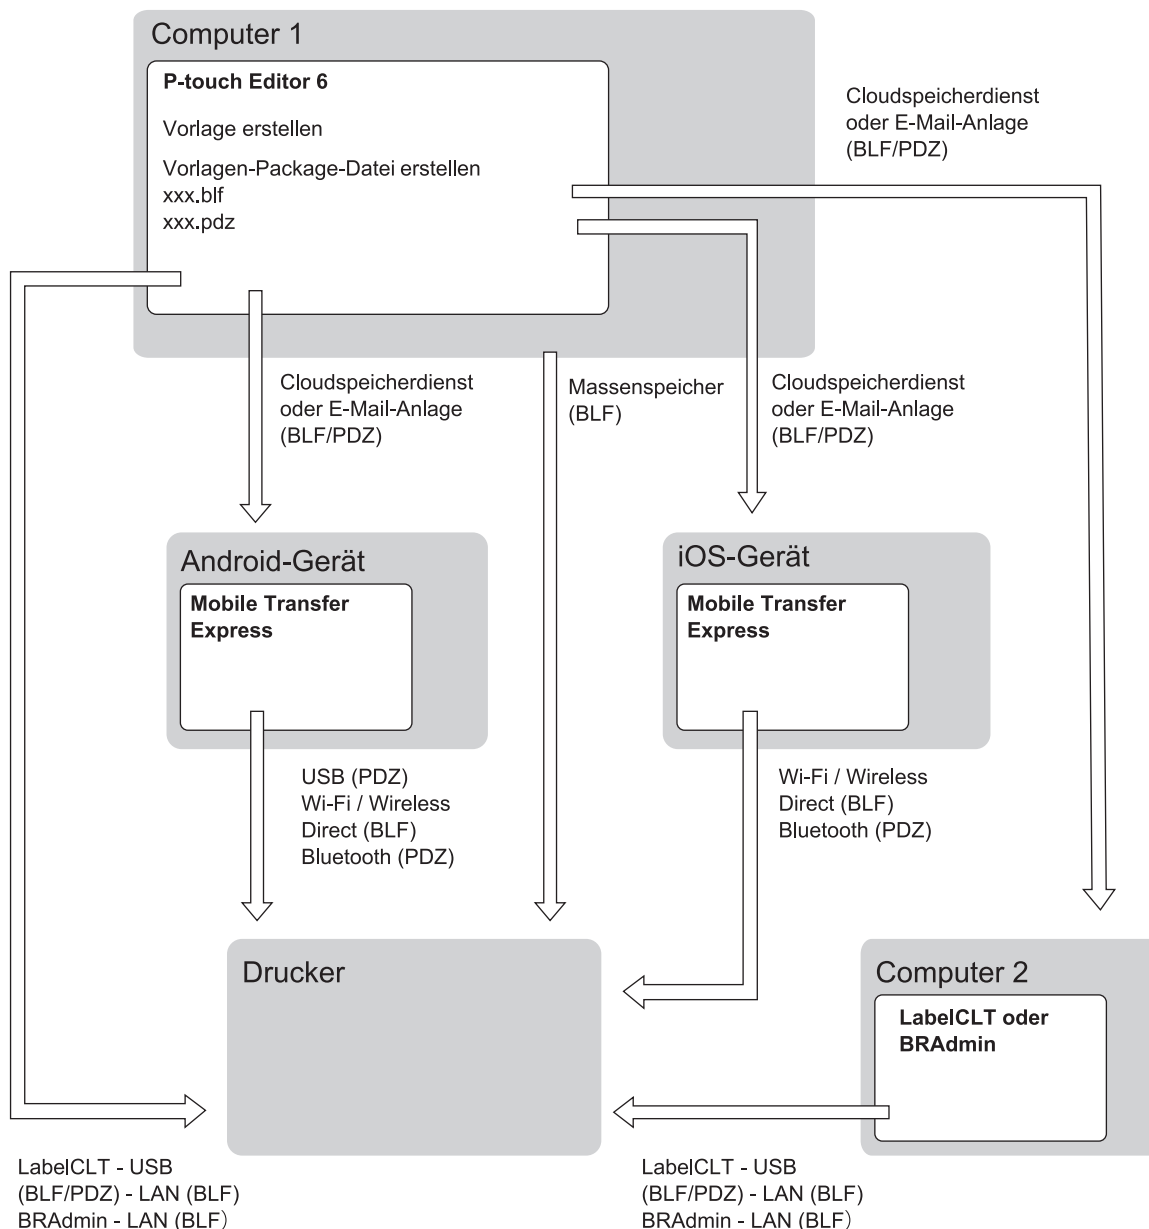 Computer 1
P-touch Editor 6
Vorlage erstellen
Vorlagen-Package-Datei erstellen
xxx.blf
xxx.pdz
Cloudspeicherdienst
oder E-Mail-Anlage
(BLF/PDZ)
Cloudspeicherdienst
oder E-Mail-Anlage
(BLF/PDZ)
Massenspeicher
(BLF)
Cloudspeicherdienst
oder E-Mail-Anlage
(BLF/PDZ)
Android-Gerät
Mobile Transfer
Express
iOS-Gerät
Mobile Transfer
Express
USB (PDZ)
Wi-Fi / Wireless
Direct (BLF)
Bluetooth (PDZ)
Wi-Fi / Wireless
Direct (BLF)
Bluetooth (PDZ)
Drucker
Computer 2
LabelCLT oder
BRAdmin
LabelCLT - USB
(BLF/PDZ) - LAN (BLF)
BRAdmin - LAN (BLF)
LabelCLT - USB
(BLF/PDZ) - LAN (BLF)
BRAdmin - LAN (BLF)